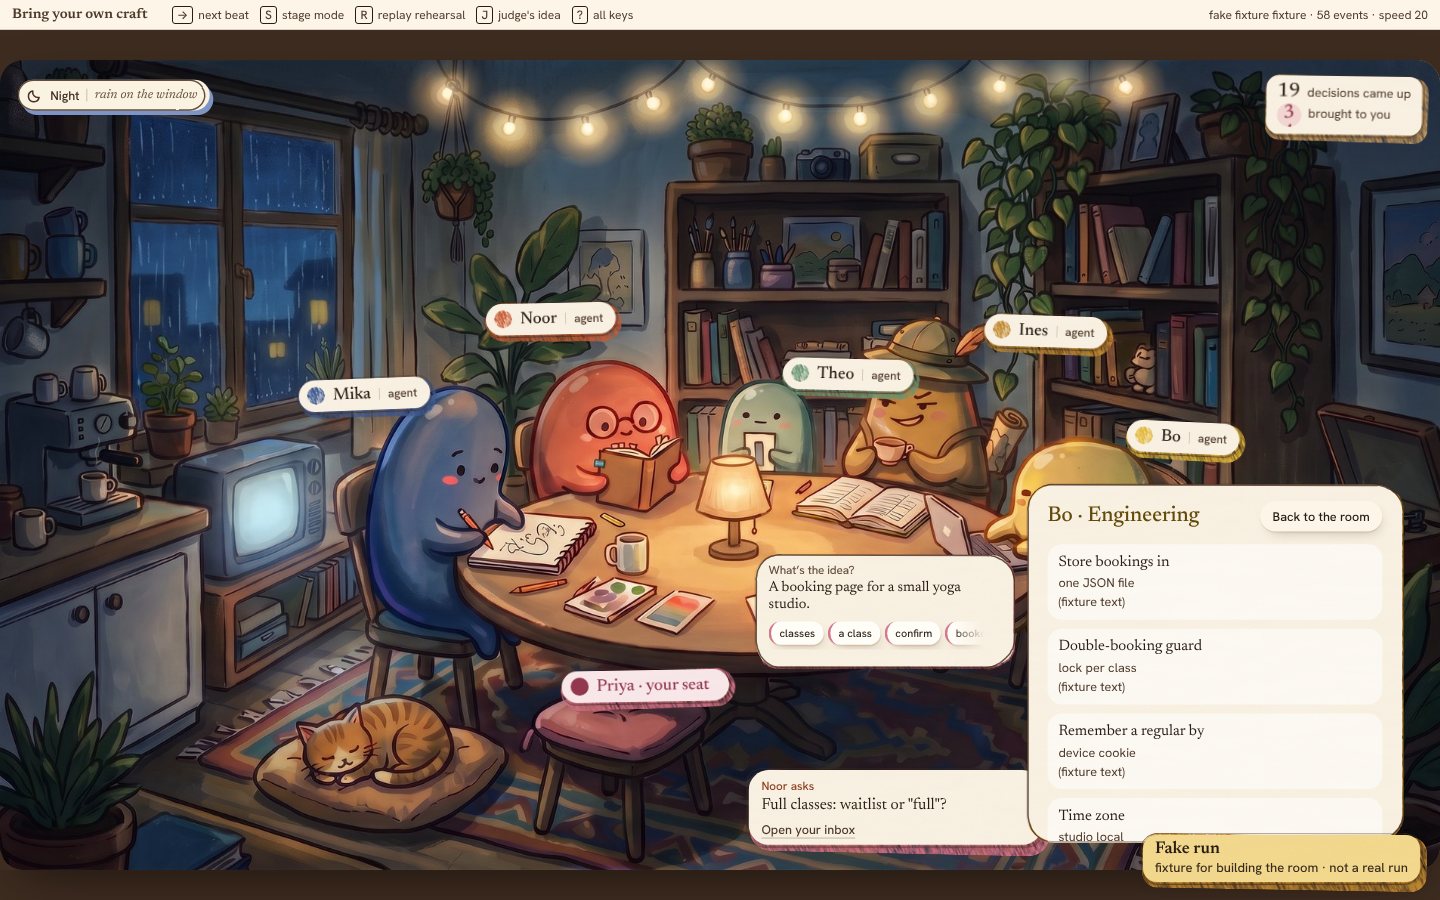 Bring your own craft → next beat S stage mode R replay rehearsal J judge's idea ? all keys fake fixture fixture · 58 events · speed 20
Night rain on the window
19 decisions came up
3 brought to you
Noor agent
Ines agent
Theo agent
Mika agent
Bo agent
Bo · Engineering Back to the room
Store bookings in
one JSON file
(fixture text)
Double-booking guard
lock per class
(fixture text)
Remember a regular by
device cookie
(fixture text)
Time zone
studio local
What's the idea?
A booking page for a small yoga
studio.
classes a class confirm book
Priya · your seat
Noor asks
Full classes: waitlist or "full"?
Open your inbox
Fake run
fixture for building the room · not a real run